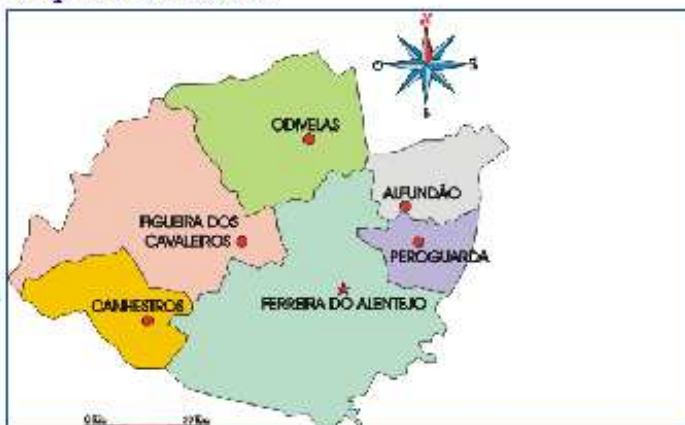 ODIVELAS
ALFUNDÃO
FIGUEIRA DOS
CAVALEIROS
PEROGUARDA
CANHESTROS
FERREIRA DO ALENTEJO